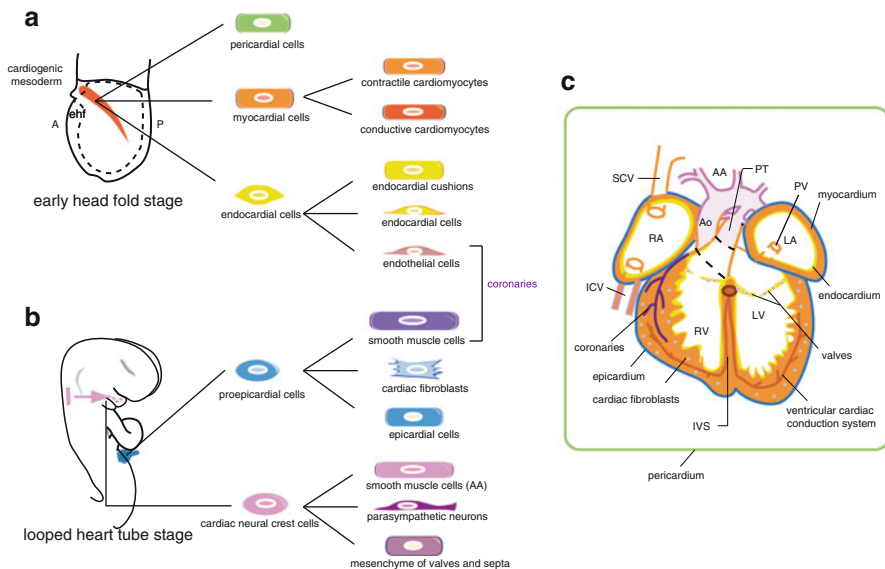 a
cardiogenic
mesoderm
ehf
A
P
early head fold stage
pericardial cells
myocardial cells
contractile cardiomyocytes
conductive cardiomyocytes
endocardial cells
endocardial cushions
endocardial cells
endothelial cells
coronaries
b
looped heart tube stage
proepicardial cells
smooth muscle cells
cardiac fibroblasts
epicardial cells
cardiac neural crest cells
smooth muscle cells (AA)
parasympathetic neurons
mesenchyme of valves and septa
c
SCV
AA
PT
PV
myocardium
Ao
RA
LA
ICV
endocardium
RV
LV
coronaries
valves
epicardium
cardiac fibroblasts
ventricular cardiac
conduction system
IVS
pericardium